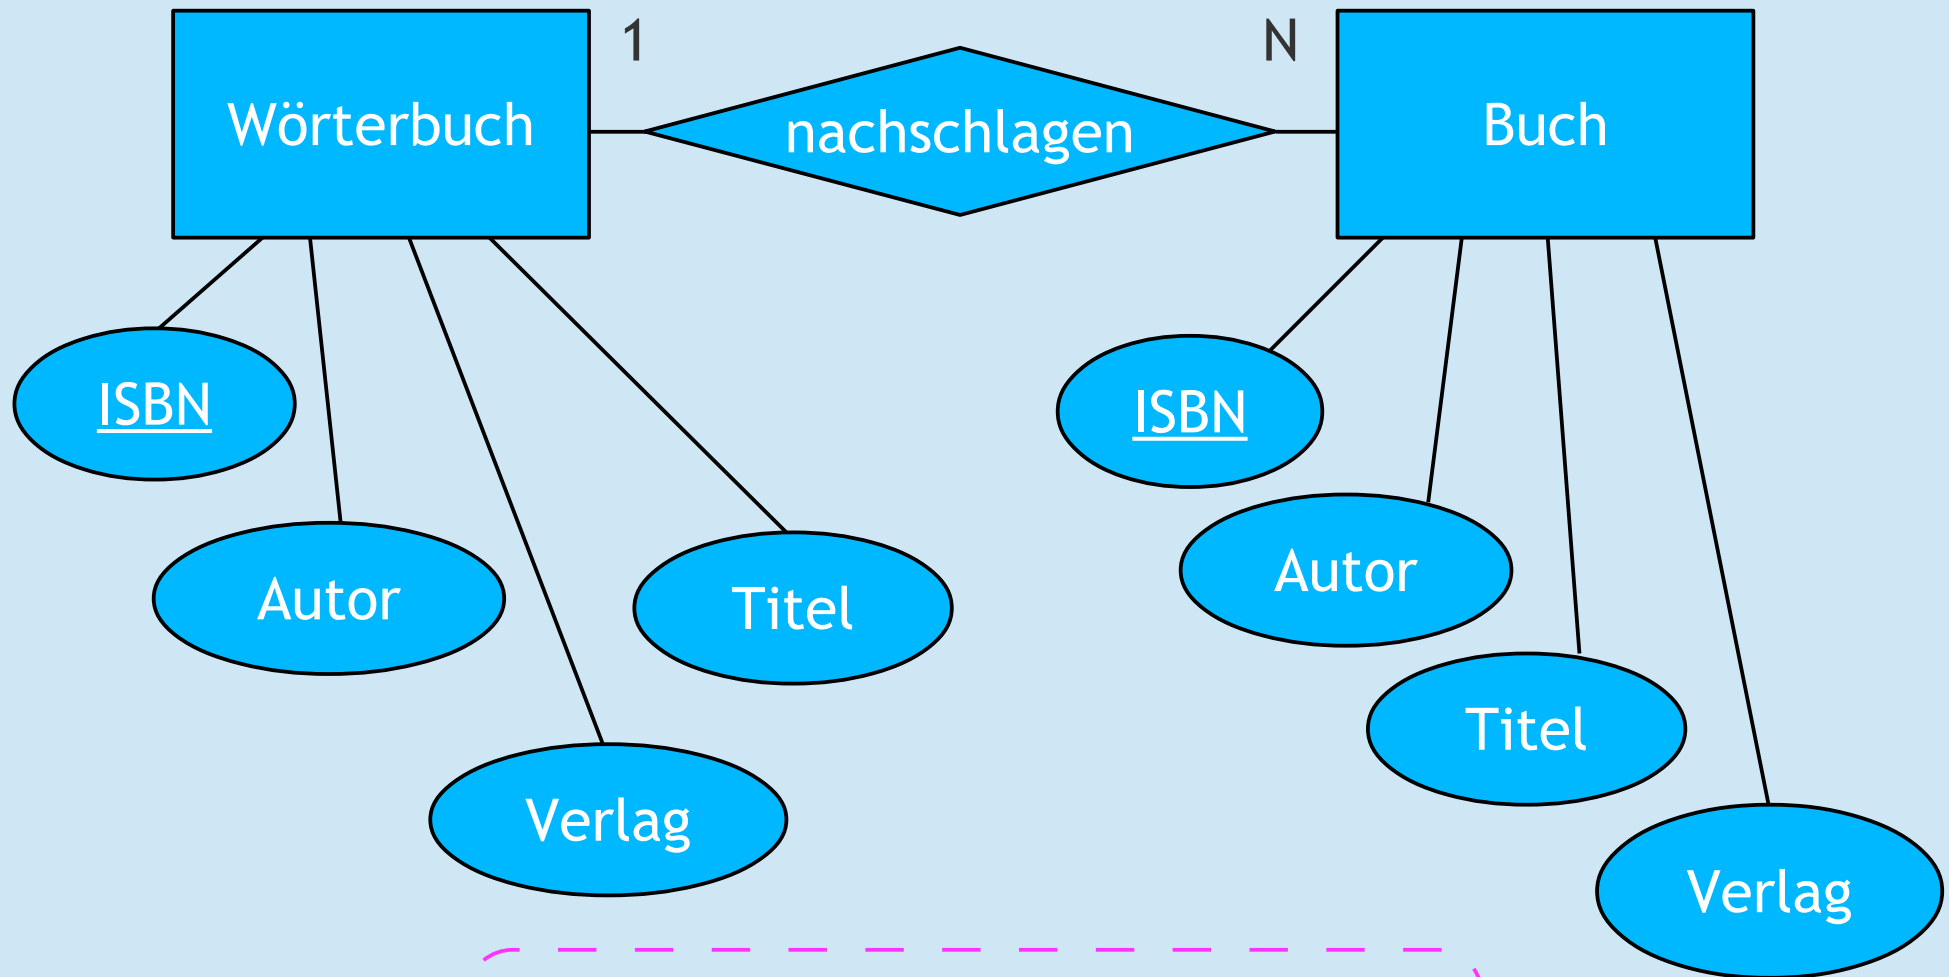 Wörterbuch
1
nachschlagen
N
Buch
ISBN
Autor
Verlag
Titel
ISBN
Autor
Titel
Verlag